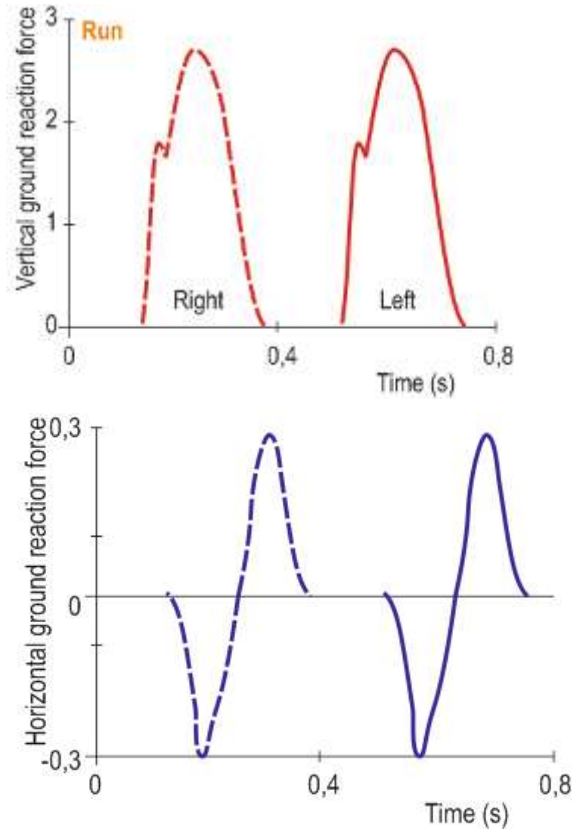 3
Run
2
1
0
Vertical ground reaction force
Right
Left
0
0,4
0,8
Time (s)
0,3
0
-0,3
Horizontal ground reaction force
0
0,4
0,8
Time (s)